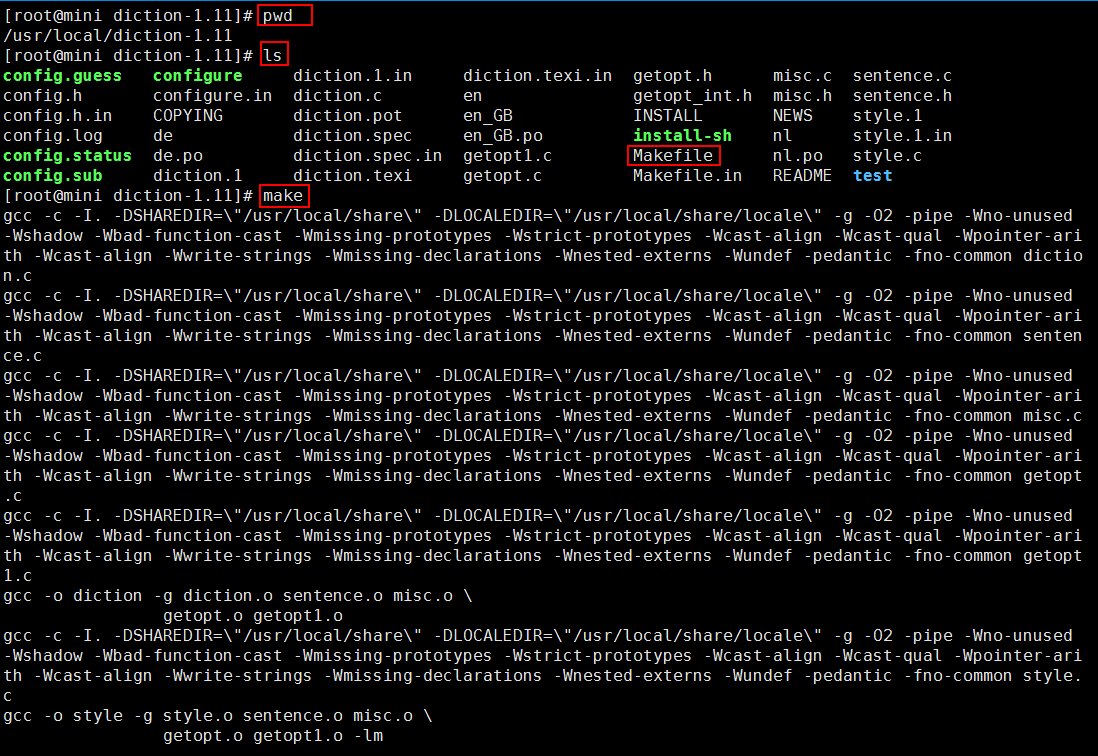 [root@mini diction-1.11]# pwd
/usr/local/diction-1.11
[root@mini diction-1.11]# ls
config.guess   configure     diction.1.in     diction.texi.in  getopt.h      misc.c   sentence.c
config.h       configure.in  diction.c        en               getopt_int.h  misc.h   sentence.h
config.h.in    COPYING       diction.pot      en_GB            INSTALL       NEWS     style.1
config.log     de            diction.spec     en_GB.po         install-sh    nl       style.1.in
config.status  de.po         diction.spec.in  getopt1.c        Makefile      nl.po    style.c
config.sub     diction.1     diction.texi     getopt.c         Makefile.in   README   test
[root@mini diction-1.11]# make
gcc -c -I. -DSHAREDIR=\"/usr/local/share\" -DLOCALEDIR=\"/usr/local/share/locale\" -g -O2 -pipe -Wno-unused
-Wshadow -Wbad-function-cast -Wmissing-prototypes -Wstrict-prototypes -Wcast-align -Wcast-qual -Wpointer-ari
th -Wcast-align -Wwrite-strings -Wmissing-declarations -Wnested-externs -Wundef -pedantic -fno-common dictio
n.c
gcc -c -I. -DSHAREDIR=\"/usr/local/share\" -DLOCALEDIR=\"/usr/local/share/locale\" -g -O2 -pipe -Wno-unused
-Wshadow -Wbad-function-cast -Wmissing-prototypes -Wstrict-prototypes -Wcast-align -Wcast-qual -Wpointer-ari
th -Wcast-align -Wwrite-strings -Wmissing-declarations -Wnested-externs -Wundef -pedantic -fno-common senten
ce.c
gcc -c -I. -DSHAREDIR=\"/usr/local/share\" -DLOCALEDIR=\"/usr/local/share/locale\" -g -O2 -pipe -Wno-unused
-Wshadow -Wbad-function-cast -Wmissing-prototypes -Wstrict-prototypes -Wcast-align -Wcast-qual -Wpointer-ari
th -Wcast-align -Wwrite-strings -Wmissing-declarations -Wnested-externs -Wundef -pedantic -fno-common misc.c
gcc -c -I. -DSHAREDIR=\"/usr/local/share\" -DLOCALEDIR=\"/usr/local/share/locale\" -g -O2 -pipe -Wno-unused
-Wshadow -Wbad-function-cast -Wmissing-prototypes -Wstrict-prototypes -Wcast-align -Wcast-qual -Wpointer-ari
th -Wcast-align -Wwrite-strings -Wmissing-declarations -Wnested-externs -Wundef -pedantic -fno-common getopt
.c
gcc -c -I. -DSHAREDIR=\"/usr/local/share\" -DLOCALEDIR=\"/usr/local/share/locale\" -g -O2 -pipe -Wno-unused
-Wshadow -Wbad-function-cast -Wmissing-prototypes -Wstrict-prototypes -Wcast-align -Wcast-qual -Wpointer-ari
th -Wcast-align -Wwrite-strings -Wmissing-declarations -Wnested-externs -Wundef -pedantic -fno-common getopt
1.c
gcc -o diction -g diction.o sentence.o misc.o \
                getopt.o getopt1.o
gcc -c -I. -DSHAREDIR=\"/usr/local/share\" -DLOCALEDIR=\"/usr/local/share/locale\" -g -O2 -pipe -Wno-unused
-Wshadow -Wbad-function-cast -Wmissing-prototypes -Wstrict-prototypes -Wcast-align -Wcast-qual -Wpointer-ari
th -Wcast-align -Wwrite-strings -Wmissing-declarations -Wnested-externs -Wundef -pedantic -fno-common style.
c
gcc -o style -g style.o sentence.o misc.o \
                getopt.o getopt1.o -lm